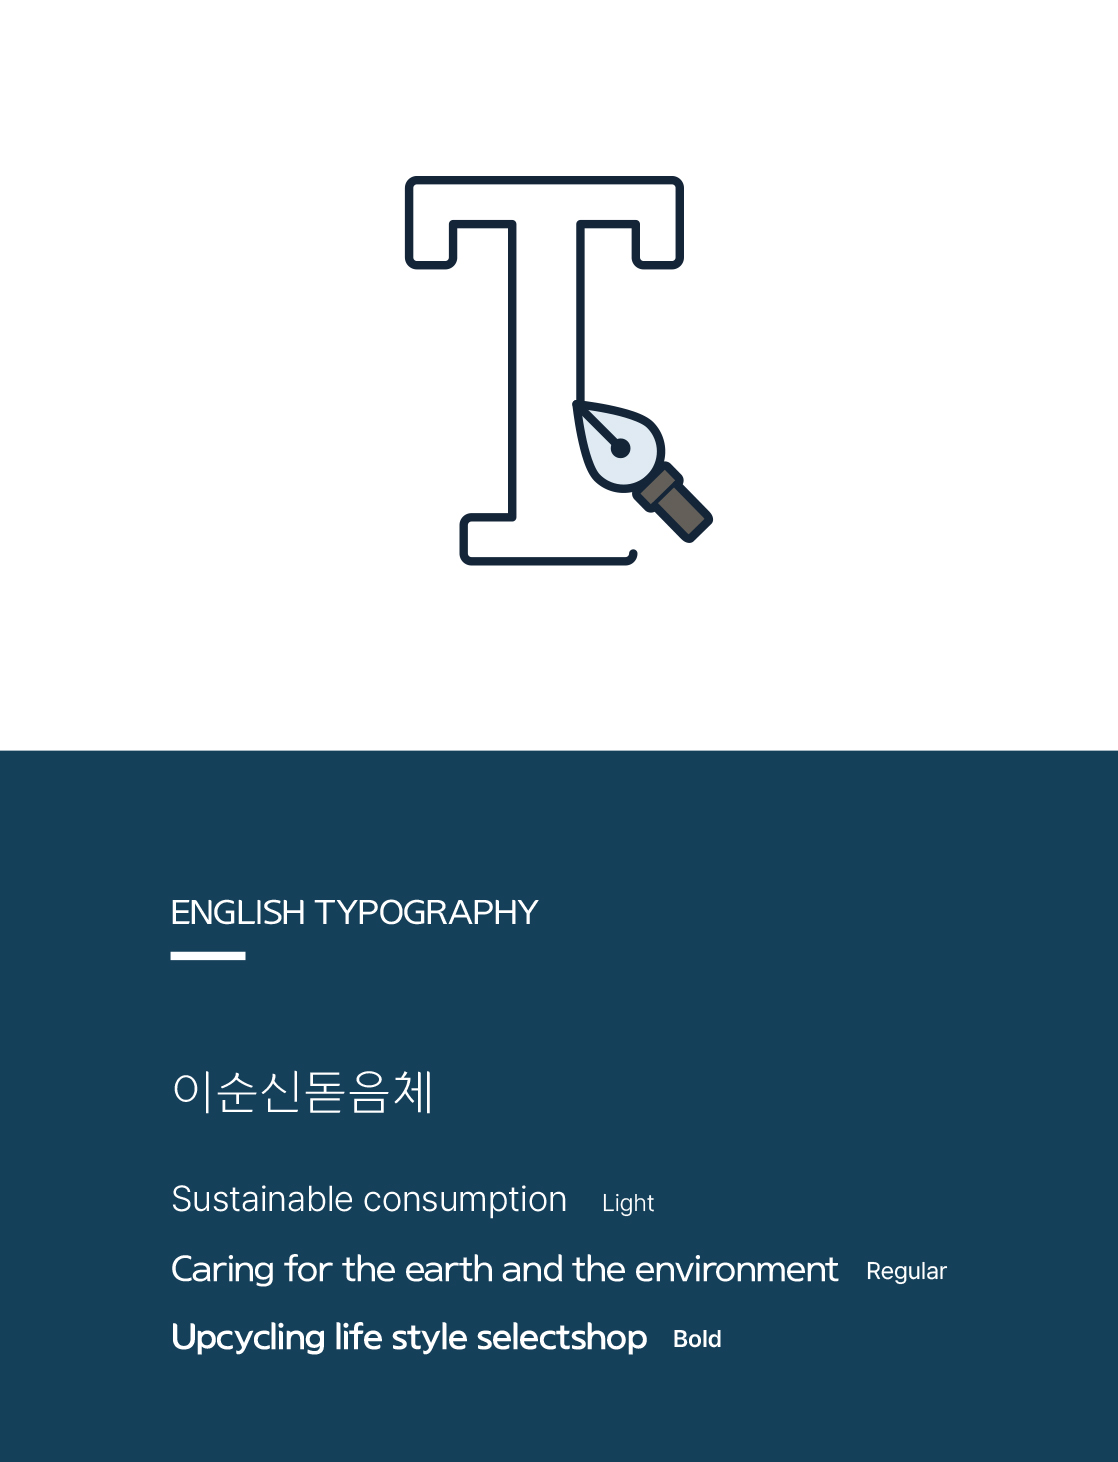 ENGLISH TYPOGRAPHY
이순신돋음체
Sustainable consumption Light
Caring for the earth and the environment Regular
Upcycling life style selectshop Bold